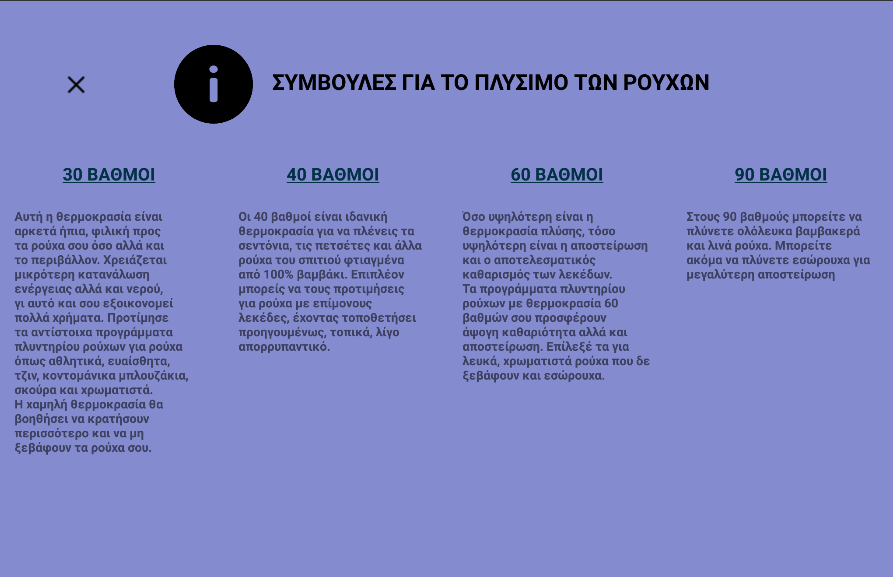 ΣΥΜΒΟΥΛΕΣ ΓΙΑ ΤΟ ΠΛΥΣΙΜΟ ΤΩΝ ΡΟΥΧΩΝ
30 ΒΑΘΜΟΙ
Αυτή η θερμοκρασία είναι
αρκετά ήπια, φιλική προς
τα ρούχα σου όσο αλλά και
το περιβάλλον. Χρειάζεται
μικρότερη κατανάλωση
ενέργειας αλλά και νερού,
γι αυτό και σου εξοικονομεί
πολλά χρήματα. Προτίμησε
τα αντίστοιχα προγράμματα
πλυντηρίου ρούχων για ρούχα
όπως αθλητικά, ευαίσθητα,
τζιν, κοντομάνικα μπλουζάκια,
σκούρα και χρωματιστά.
Η χαμηλή θερμοκρασία θα
βοηθήσει να κρατήσουν
περισσότερο και να μη
ξεβάφουν τα ρούχα σου.
40 ΒΑΘΜΟΙ
Οι 40 βαθμοί είναι ιδανική
θερμοκρασία για να πλένεις τα
σεντόνια, τις πετσέτες και άλλα
ρούχα του σπιτιού φτιαγμένα
από 100% βαμβάκι. Επιπλέον
μπορείς να τους προτιμήσεις
για ρούχα με επίμονους
λεκέδες, έχοντας τοποθετήσει
προηγουμένως, τοπικά, λίγο
απορρυπαντικό.
60 ΒΑΘΜΟΙ
Όσο υψηλότερη είναι η
θερμοκρασία πλύσης, τόσο
υψηλότερη είναι η αποστείρωση
και ο αποτελεσματικός
καθαρισμός των λεκέδων.
Τα προγράμματα πλυντηρίου
ρούχων με θερμοκρασία 60
βαθμών σου προσφέρουν
άψογη καθαριότητα αλλά και
αποστείρωση. Επίλεξέ τα για
λευκά, χρωματιστά ρούχα που δε
ξεβάφουν και εσώρουχα.
90 ΒΑΘΜΟΙ
Στους 90 βαθμούς μπορείτε να
πλύνετε ολόλευκα βαμβακερά
και λινά ρούχα. Μπορείτε
ακόμα να πλύνετε εσώρουχα για
μεγαλύτερη αποστείρωση